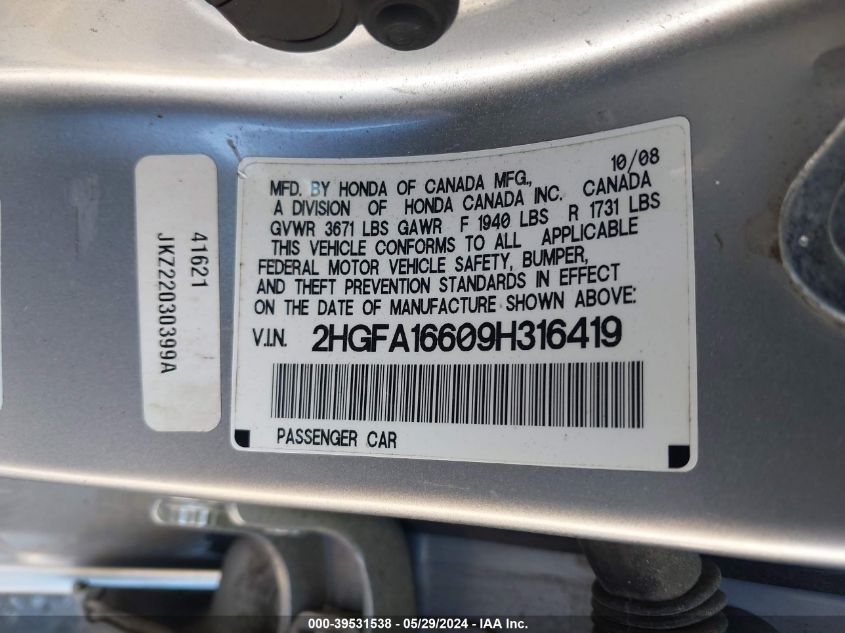 10/08
MFD. BY HONDA OF CANADA MFG.,
A DIVISION OF HONDA CANADA INC. CANADA
GVWR 3671 LBS GAWR F 1940 LBS R 1731 LBS
THIS VEHICLE CONFORMS TO ALL APPLICABLE
FEDERAL MOTOR VEHICLE SAFETY, BUMPER,
AND THEFT PREVENTION STANDARDS IN EFFECT
ON THE DATE OF MANUFACTURE SHOWN ABOVE:
V.I.N. 2HGFA16609H316419
PASSENGER CAR
41621
JK722030399A
000-39531538 - 05/29/2024 - IAA Inc.